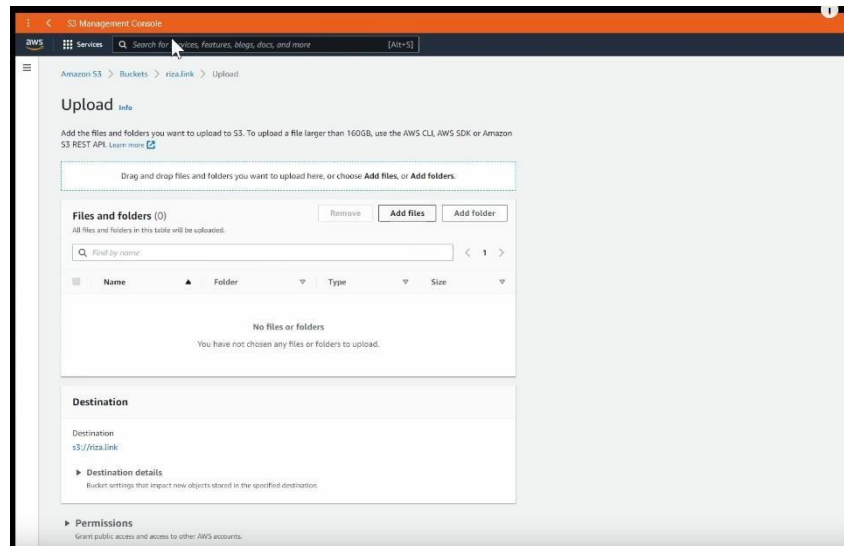 S3 Management Console
aws Services Search for services, features, blogs, docs, and more [Alt+S]
Amazon S3 > Buckets > riza.link > Upload
Upload Info
Add the files and folders you want to upload to S3. To upload a file larger than 160GB, use the AWS CLI, AWS SDK or Amazon
S3 REST API. Learn more
Drag and drop files and folders you want to upload here, or choose Add files, or Add folders.
Files and folders (0) Remove Add files Add folder
All files and folders in this table will be uploaded.
Find by name < 1 >
Name Folder Type Size
No files or folders
You have not chosen any files or folders to upload.
Destination
Destination
s3://riza.link
Destination details
Bucket settings that impact new objects stored in the specified destination.
Permissions
Grant public access and access to other AWS accounts.